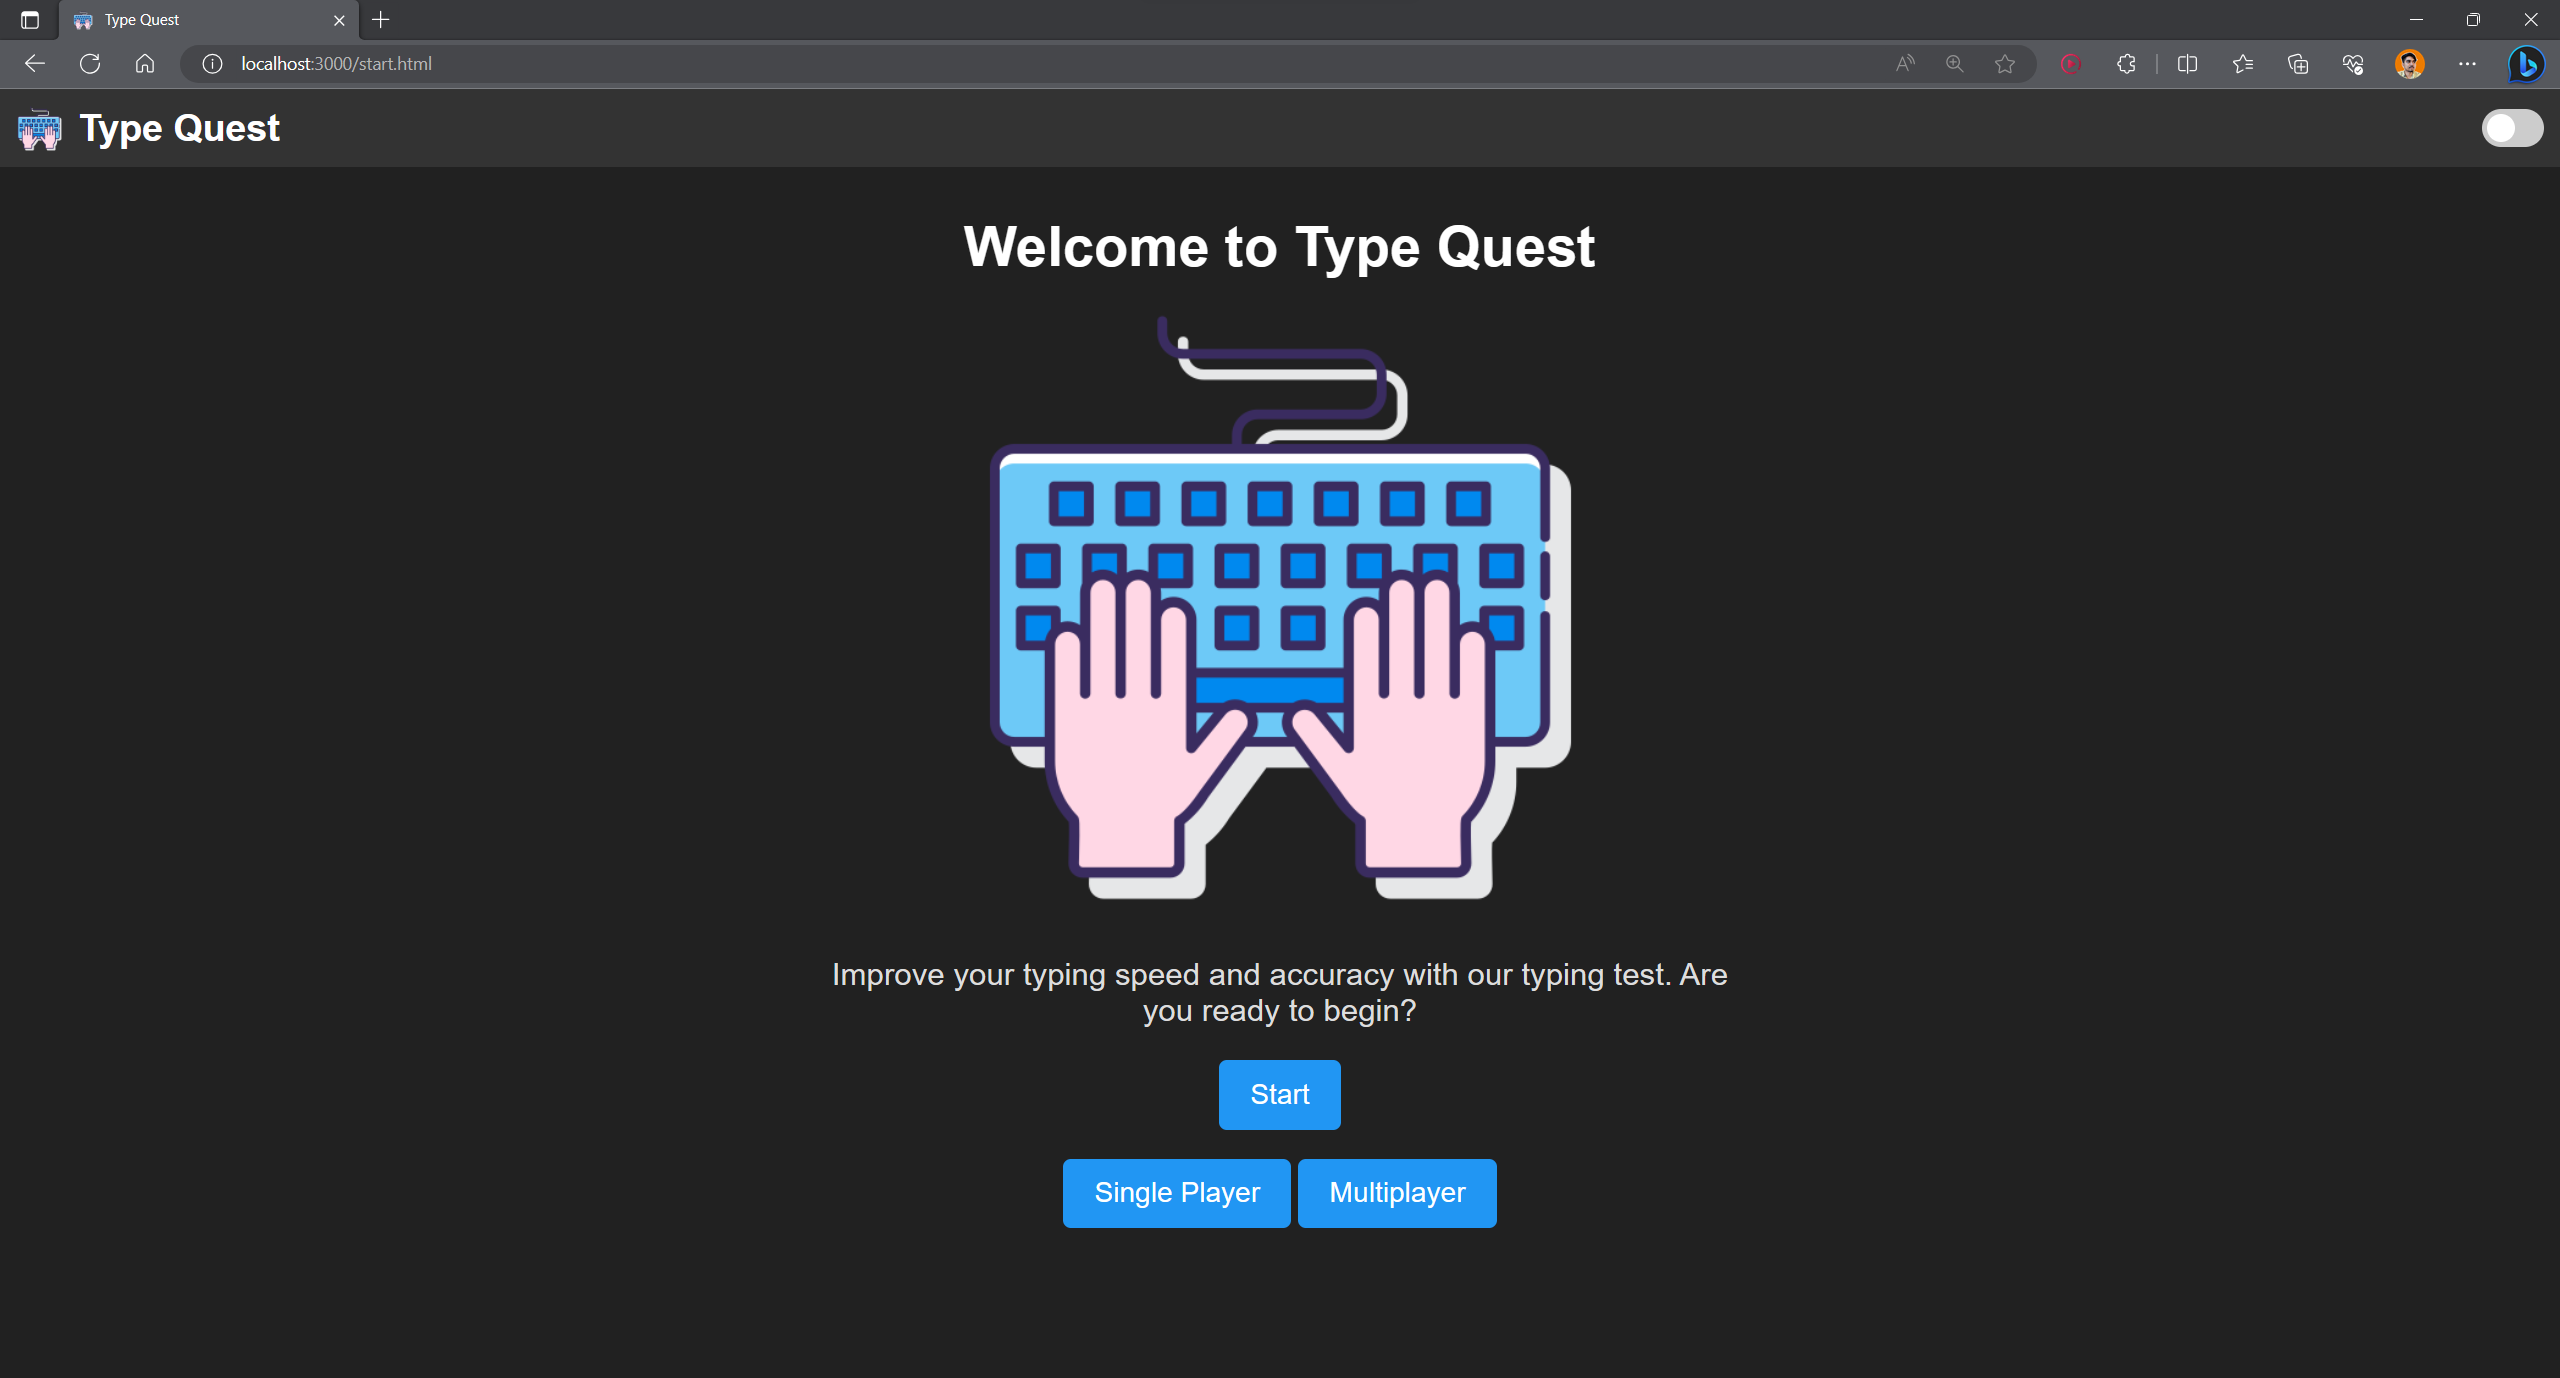 Type Quest
localhost:3000/start.html
Type Quest
Welcome to Type Quest
Improve your typing speed and accuracy with our typing test. Are
you ready to begin?
Start
Single Player
Multiplayer